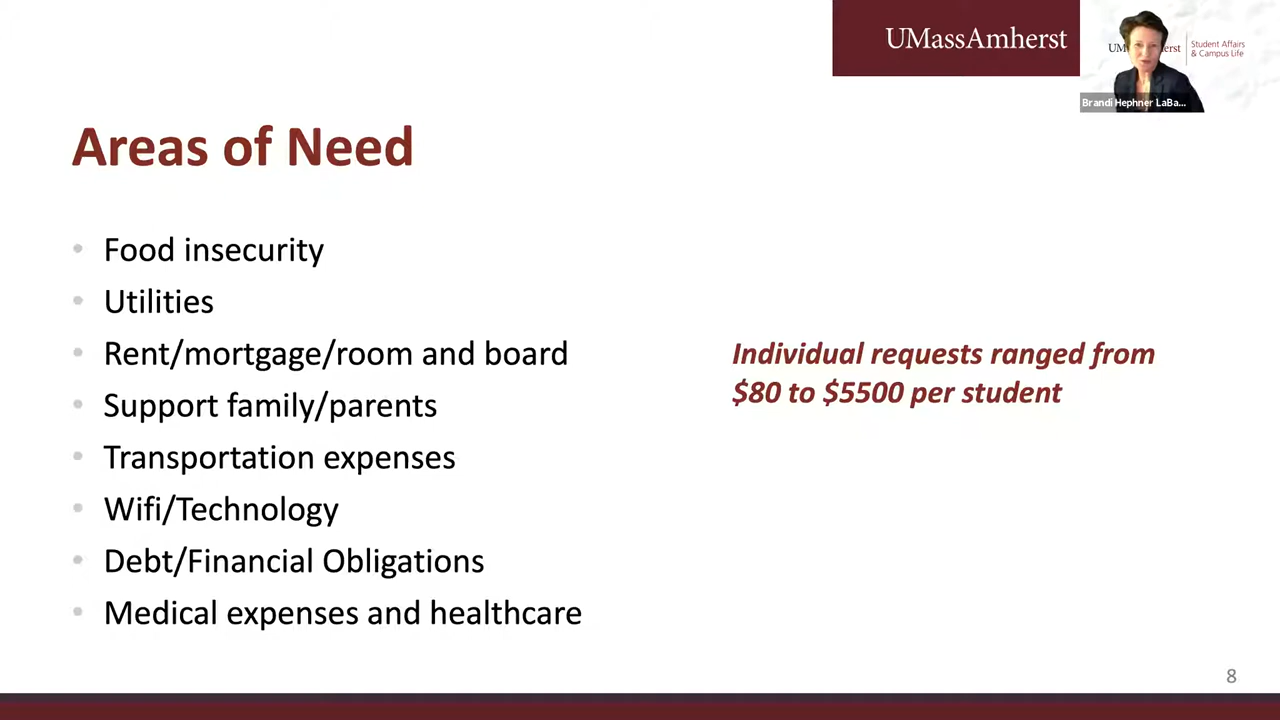 UMassAmherst
Student Affairs
& Campus Life
Brandi Hephner LaBa...
Areas of Need
• Food insecurity
• Utilities
• Rent/mortgage/room and board
• Support family/parents
• Transportation expenses
• Wifi/Technology
• Debt/Financial Obligations
• Medical expenses and healthcare
Individual requests ranged from
$80 to $5500 per student
8